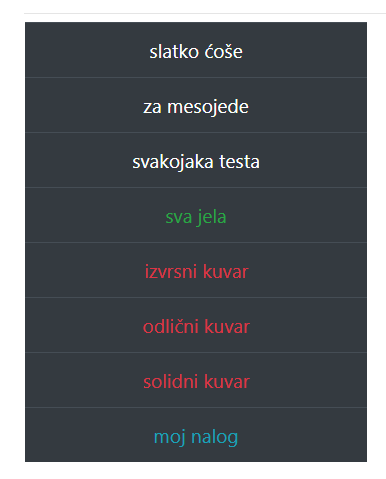 slatko ćoše
za mesojede
svakojaka testa
sva jela
izvrsni kuvar
odlični kuvar
solidni kuvar
moj nalog